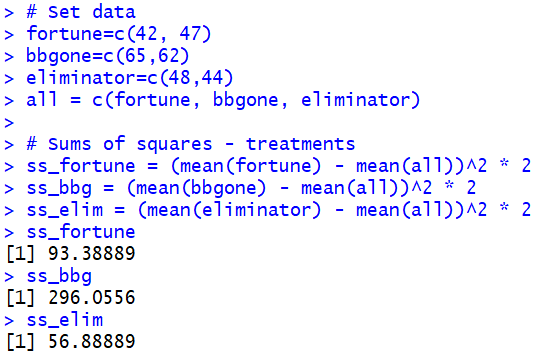 > # Set data
> fortune=c(42, 47)
> bbgone=c(65,62)
> eliminator=c(48,44)
> all = c(fortune, bbgone, eliminator)
>
> # Sums of squares - treatments
> ss_fortune = (mean(fortune) - mean(all))^2 * 2
> ss_bbg = (mean(bbgone) - mean(all))^2 * 2
> ss_elim = (mean(eliminator) - mean(all))^2 * 2
> ss_fortune
[1] 93.38889
> ss_bbg
[1] 296.0556
> ss_elim
[1] 56.88889